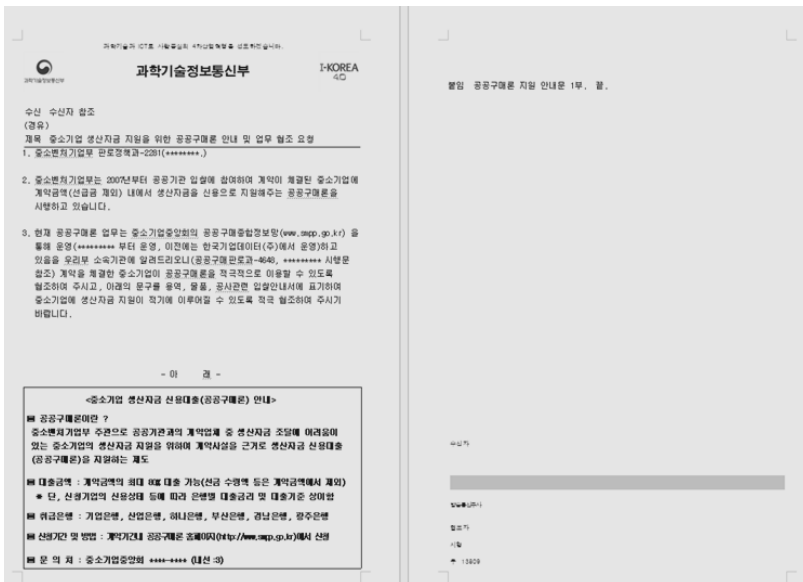 과학기술과 ICT로 사람중심의 4차산업혁명을 선도하겠습니다.
과학기술정보통신부
과학기술정보통신부
I-KOREA
4.0
수신 수신자 참조
(경유)
제목 중소기업 생산자금 지원을 위한 공공구매론 안내 및 업무 협조 요청
1. 중소벤처기업부 판로정책과-2281(********.)
2. 중소벤처기업부는 2007년부터 공공기관 입찰에 참여하여 계약이 체결된 중소기업에
계약금액(선급금 제외) 내에서 생산자금을 신용으로 지원해주는 공공구매론을
시행하고 있습니다.
3. 현재 공공구매론 업무는 중소기업중앙회의 공공구매종합정보망(www.smpp.go.kr) 을
통해 운영(********* 부터 운영, 이전에는 한국기업데이터(주)에서 운영)하고
있음을 우리부 소속기관에 알려드리오니(공공구매판로과-4646, ********* 시행문
참조) 계약을 체결한 중소기업이 공공구매론을 적극적으로 이용할 수 있도록
협조하여 주시고, 아래의 문구를 용역, 물품, 공사관련 입찰안내서에 표기하여
중소기업에 생산자금 지원이 적기에 이루어질 수 있도록 적극 협조하여 주시기
바랍니다.
- 아 래 -
<중소기업 생산자금 신용대출(공공구매론) 안내>
공공구매론이란 ?
중소벤처기업부 주관으로 공공기관과의 계약업체 중 생산자금 조달에 어려움이
있는 중소기업의 생산자금 지원을 위하여 계약사실을 근거로 생산자금 신용대출
(공공구매론)을 지원하는 제도
대출금액 : 계약금액의 최대 80% 대출 가능(선금 수령액 등은 계약금액에서 제외)
* 단, 신청기업의 신용상태 등에 따라 은행별 대출금리 및 대출기준 상이함
취급은행 : 기업은행, 산업은행, 하나은행, 부산은행, 경남은행, 광주은행
신청기간 및 방법 : 계약기간내 공공구매론 홈페이지(http://www.smpp.go.kr)에서 신청
문 의 처 : 중소기업중앙회 ****-**** (내선 :3)
붙임 공공구매론 지원 안내문 1부. 끝.
수신자
협조자
시행
우 13809